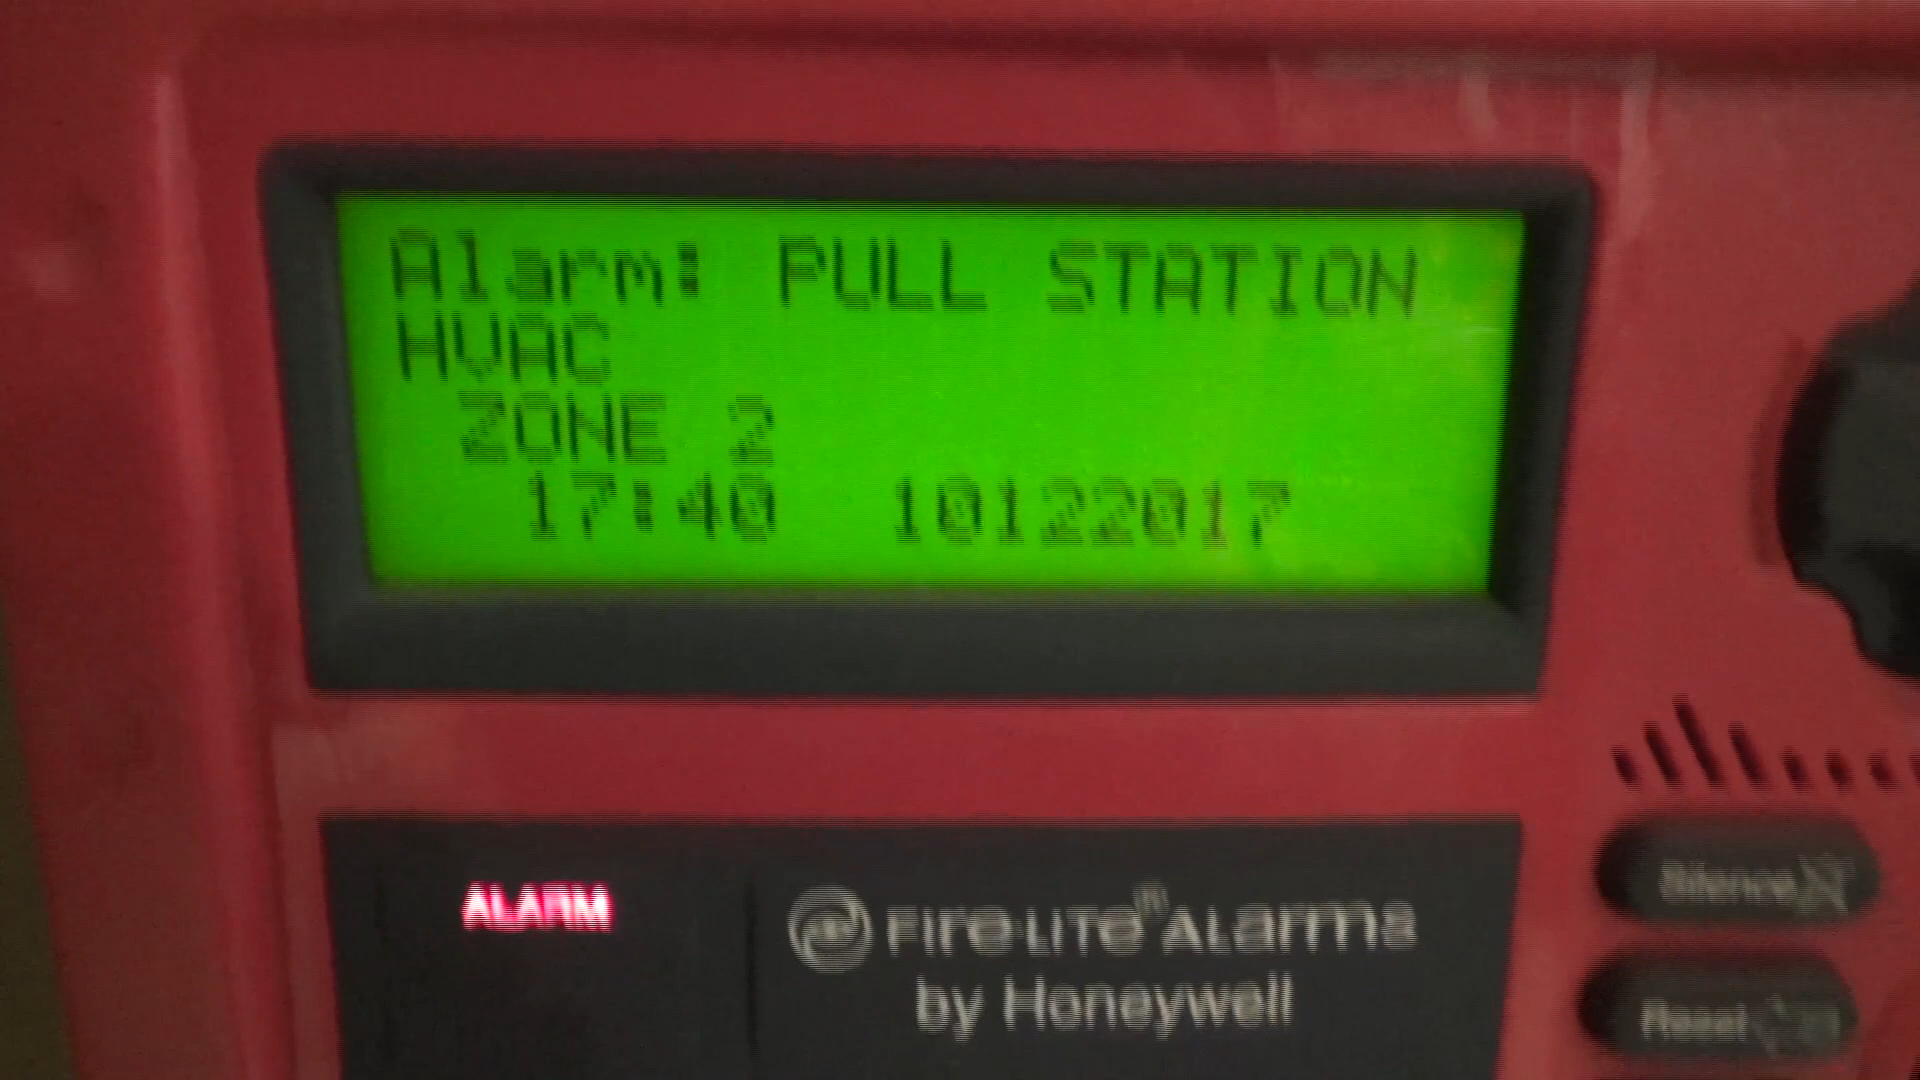 Alarm: PULL STATION
HVAC
ZONE 2
17:40 10122017
ALARM
Fire-Lite® Alarms
by Honeywell
Silence
Reset